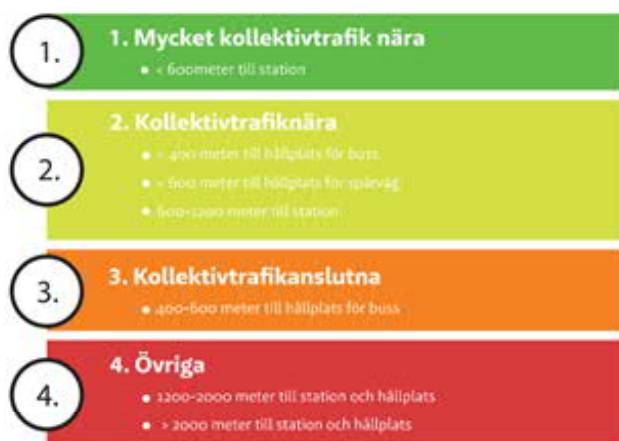 1.
1. Mycket kollektivtrafik nära
• < 600meter till station
2.
2. Kollektivtrafiknära
• < 400 meter till hållplats för buss
• < 600 meter till hållplats för spårväg
• 600-1200 meter till station
3.
3. Kollektivtrafikanslutna
• 400-600 meter till hållplats för buss
4.
4. Övriga
• 1200-2000 meter till station och hållplats
• > 2000 meter till station och hållplats